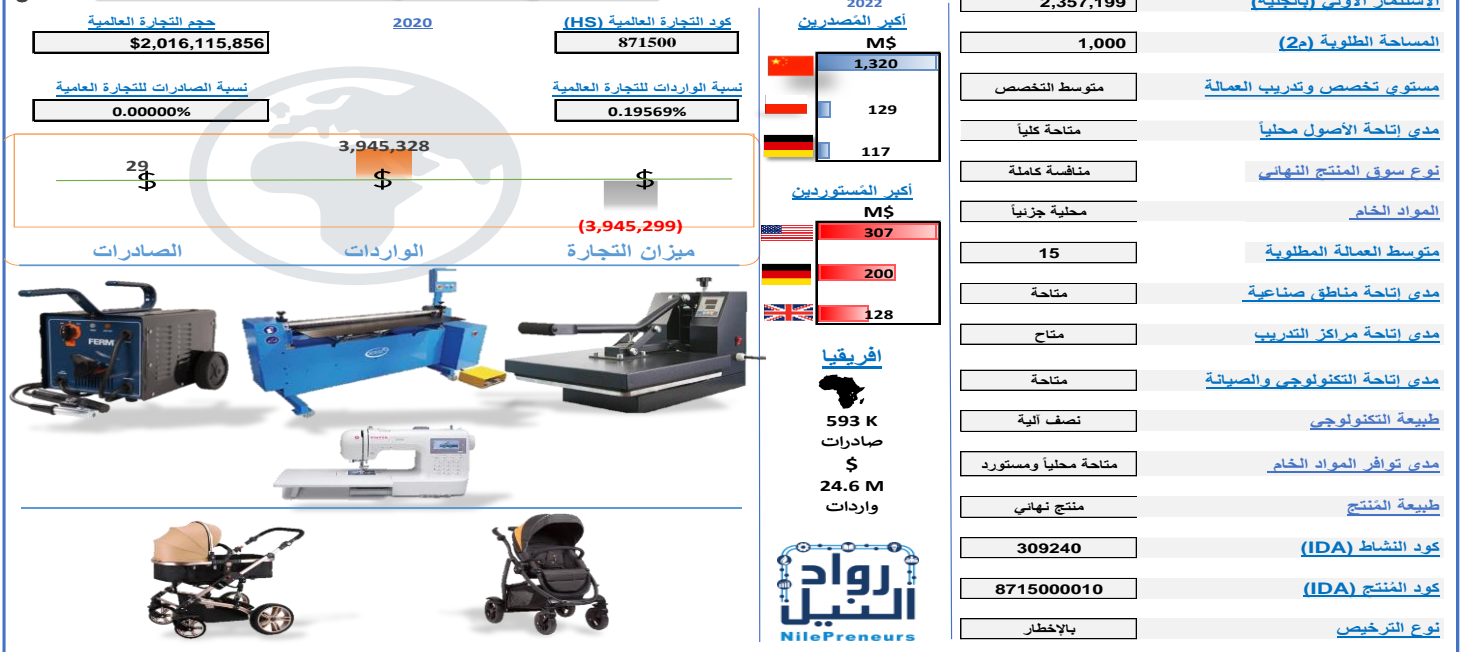 الإستثمار الأولي (بالجنيه) 2,357,199
المساحة الطلوبة (م2) 1,000
مستوي تخصص وتدريب العمالة متوسط التخصص
مدى إتاحة الأصول محلياً متاحة كلياً
نوع سوق المنتج النهائي منافسة كاملة
المواد الخام محلية جزئياً
متوسط العمالة المطلوبة 15
مدى إتاحة مناطق صناعية متاحة
مدى إتاحة مراكز التدريب متاح
مدى إتاحة التكنولوجي والصيانة متاحة
طبيعة التكنولوجي نصف آلية
مدى توافر المواد الخام متاحة محلياً ومستورد
طبيعة المُنتج منتج نهائي
كود النشاط (IDA) 309240
كود المُنتج (IDA) 8715000010
نوع الترخيص بالإخطار
2022
أكبر المُصدرين
M$
1,320
129
117
أكبر المُستوردين
M$
307
200
128
افريقيا
593 K
صادرات
$
24.6 M
واردات
رواد
النيل
NilePreneurs
كود التجارة العالمية (HS) 2020 حجم التجارة العالمية
871500 $2,016,115,856
نسبة الواردات للتجارة العالمية نسبة الصادرات للتجارة العامية
0.19569% 0.00000%
3,945,328
29
$ $ $
(3,945,299)
ميزان التجارة الواردات الصادرات
FERM
SINGER